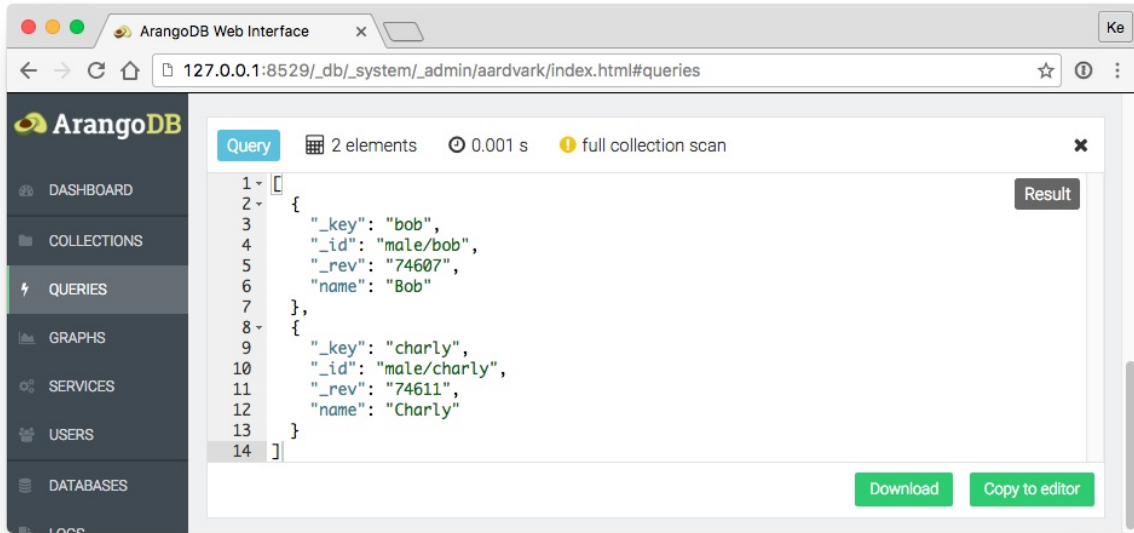 ArangoDB Web Interface
Ke
127.0.0.1:8529/_db/_system/_admin/aardvark/index.html#queries
ArangoDB
DASHBOARD
COLLECTIONS
QUERIES
GRAPHS
SERVICES
USERS
DATABASES
LOGS
Query 2 elements 0.001 s full collection scan
Result
1 [
2 {
3 "_key": "bob",
4 "_id": "male/bob",
5 "_rev": "74607",
6 "name": "Bob"
7 },
8 {
9 "_key": "charly",
10 "_id": "male/charly",
11 "_rev": "74611",
12 "name": "Charly"
13 }
14 ]
Download Copy to editor